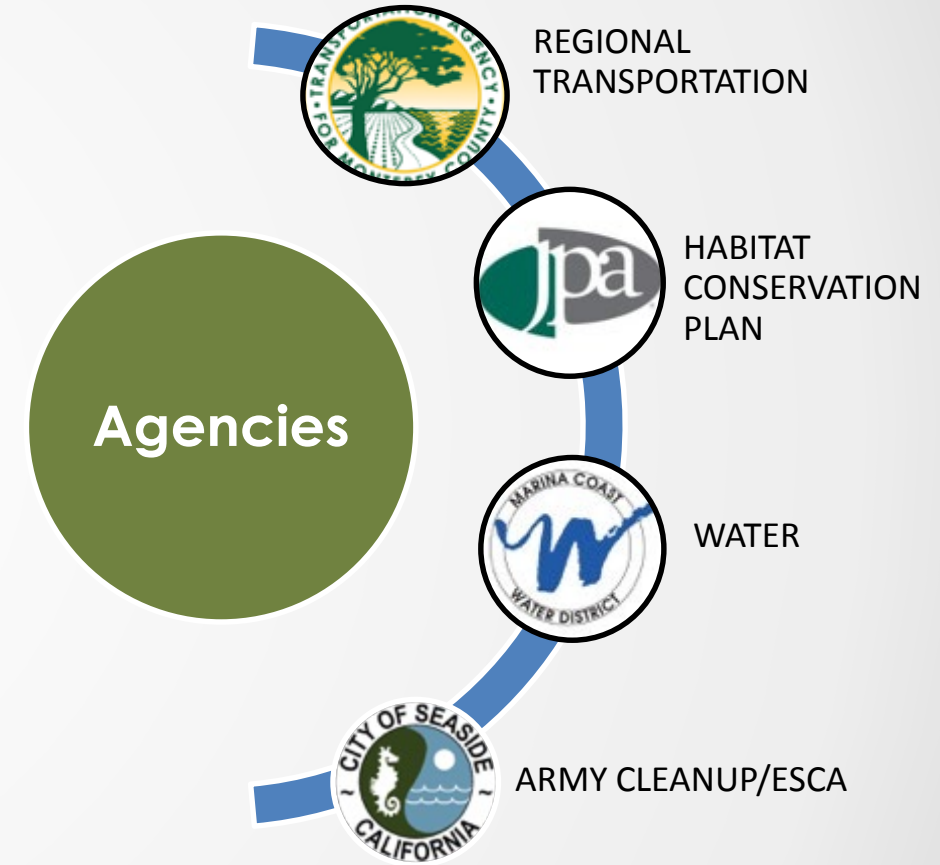 TRANSPORTATION AGENCY
FOR MONTEREY COUNTY
REGIONAL
TRANSPORTATION
jpa
HABITAT
CONSERVATION
PLAN
Agencies
MARINA COAST
WATER DISTRICT
WATER
CITY OF SEASIDE
~ CALIFORNIA ~
ARMY CLEANUP/ESCA